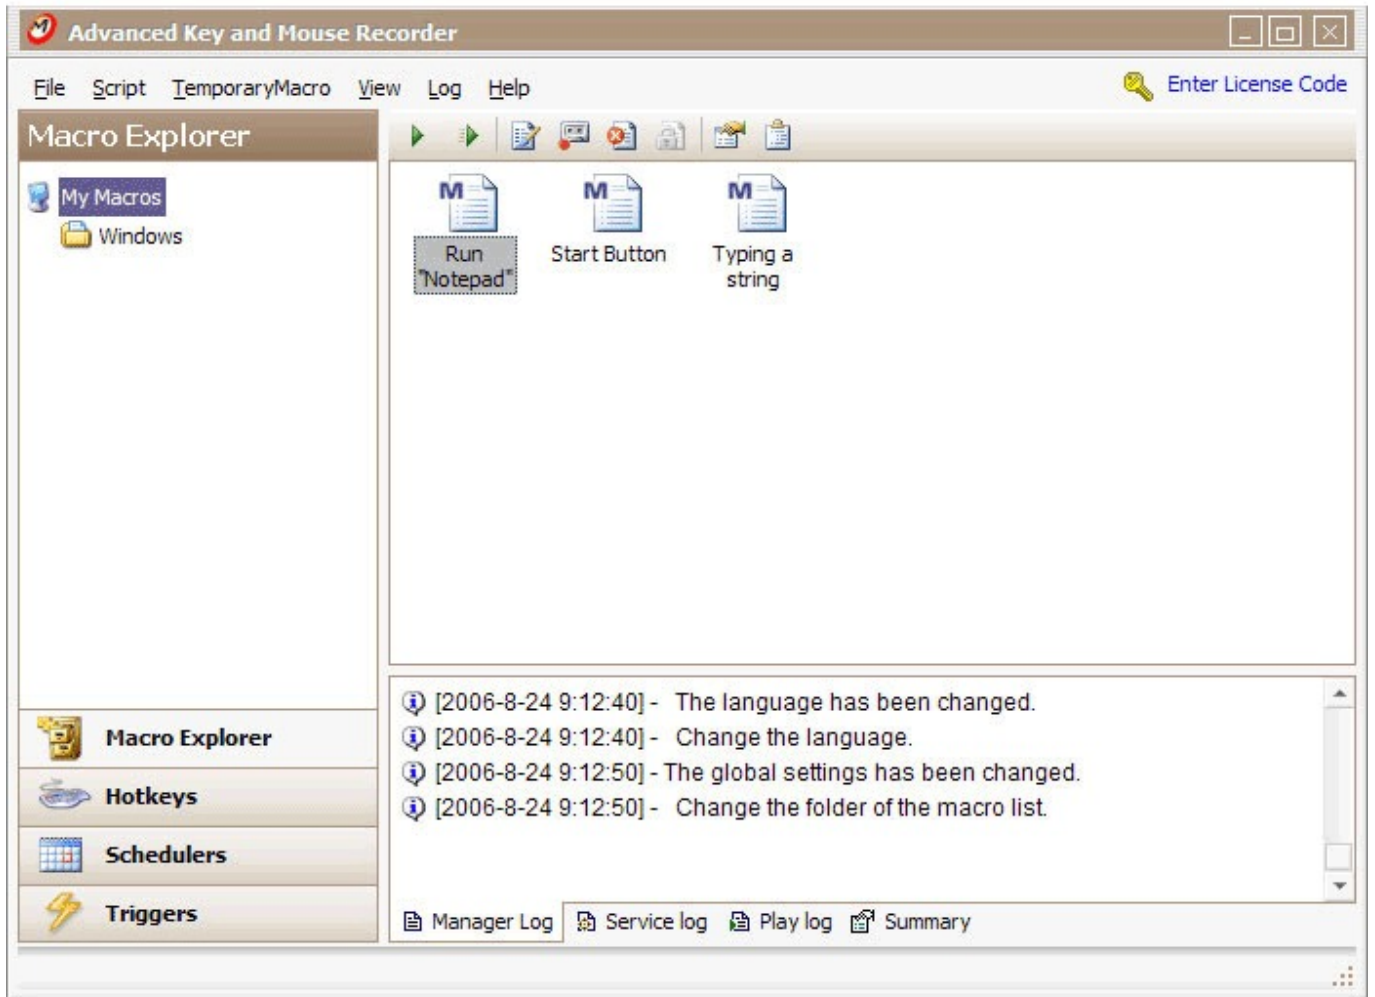 Advanced Key and Mouse Recorder
File Script TemporaryMacro View Log Help Enter License Code
Macro Explorer
My Macros
Windows
Run
"Notepad"
Start Button
Typing a
string
Macro Explorer
Hotkeys
Schedulers
Triggers
[2006-8-24 9:12:40] - The language has been changed.
[2006-8-24 9:12:40] - Change the language.
[2006-8-24 9:12:50] - The global settings has been changed.
[2006-8-24 9:12:50] - Change the folder of the macro list.
Manager Log Service log Play log Summary